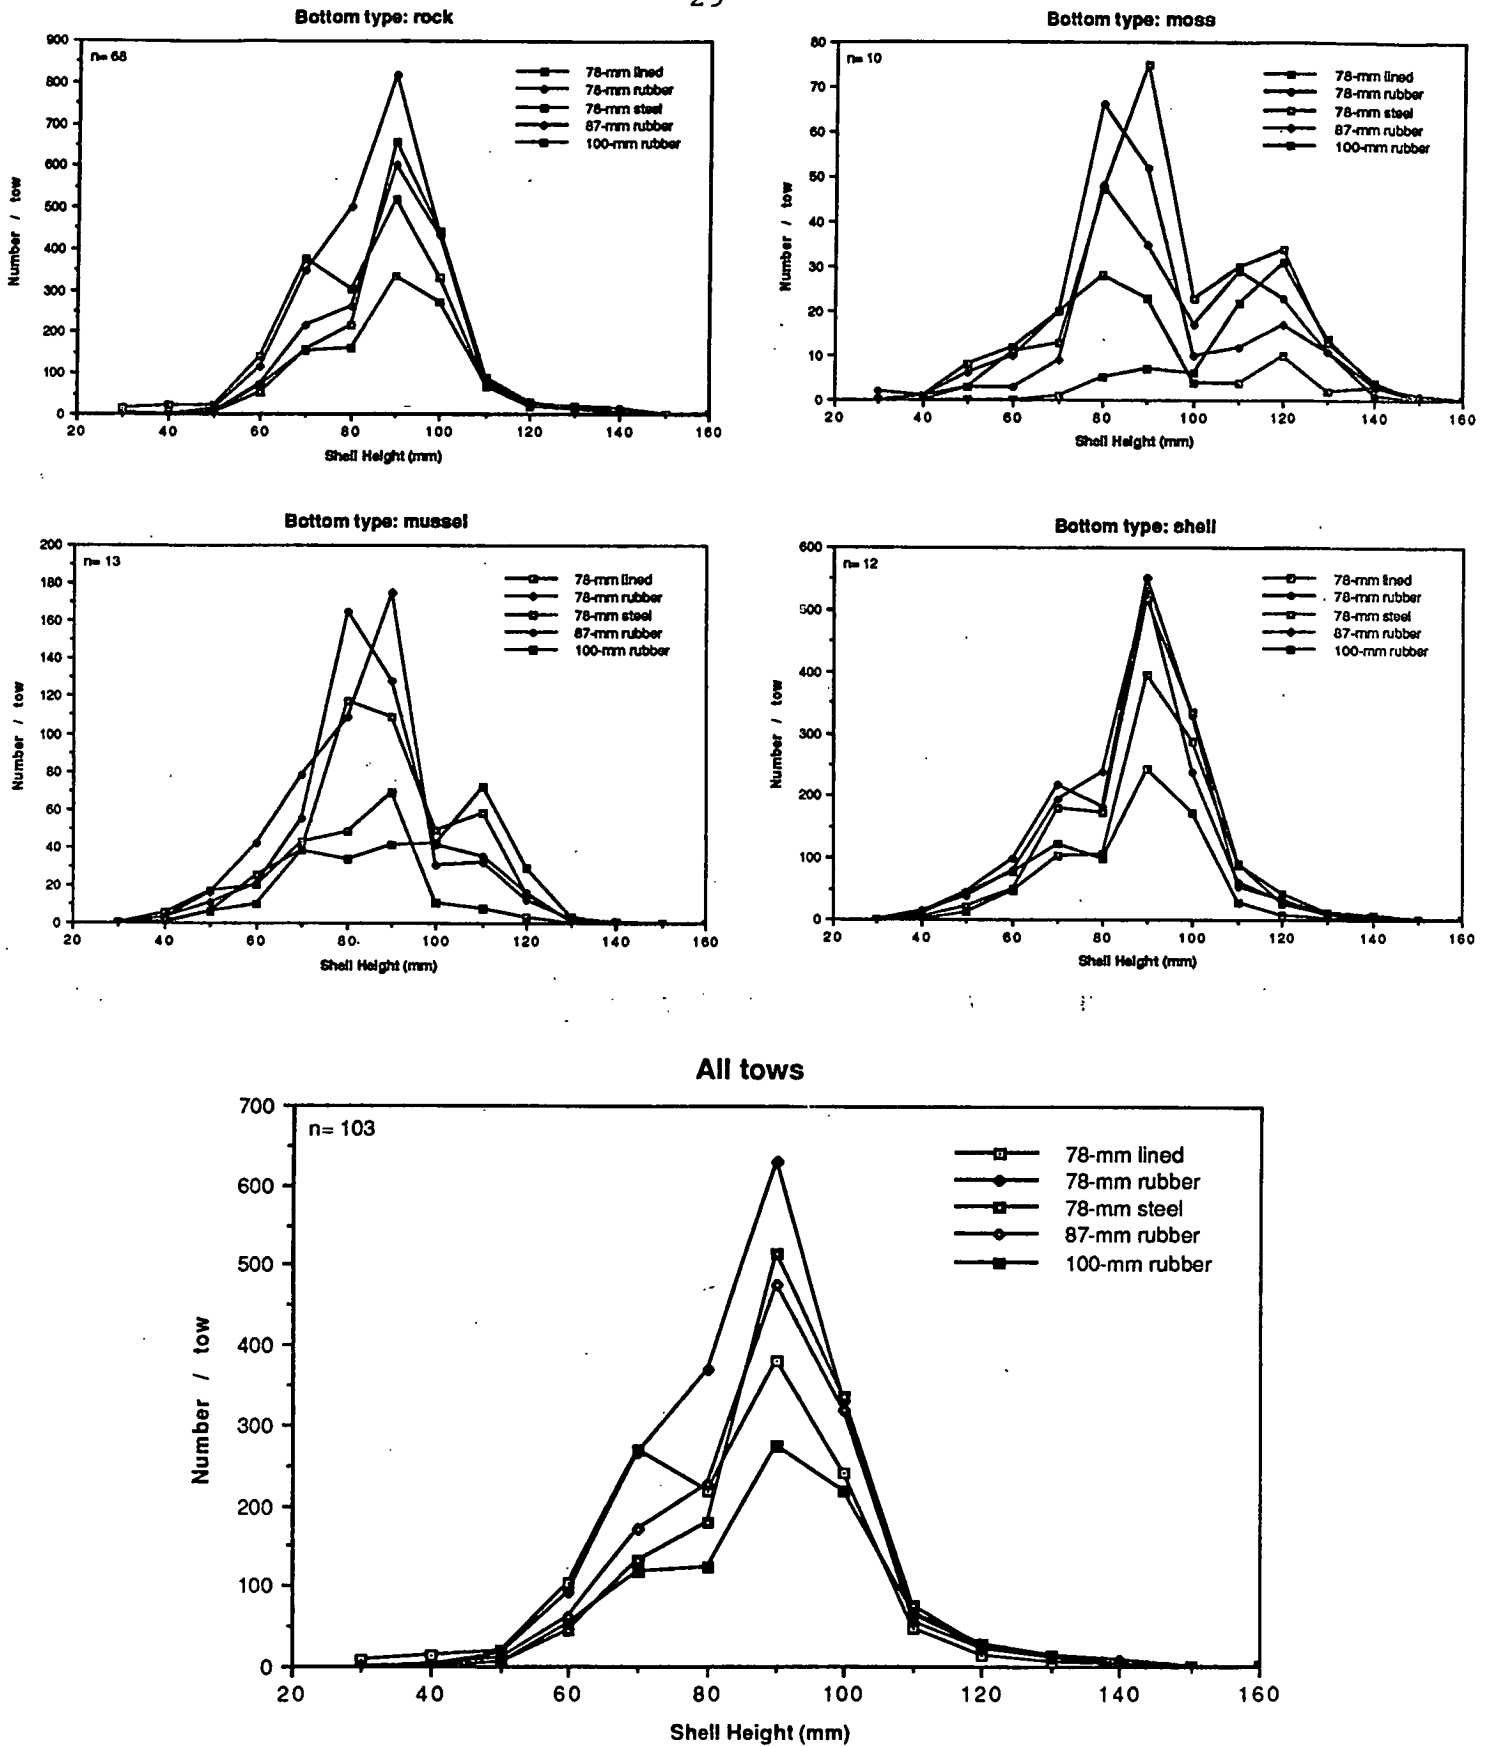 29
Bottom type: rock
n= 68
900
800
700
600
500
400
300
200
100
0
Number / tow
78-mm lined
78-mm rubber
78-mm steel
87-mm rubber
100-mm rubber
20 40 60 80 100 120 140 160
Shell Height (mm)
Bottom type: moss
n= 10
80
70
60
50
40
30
20
10
0
Number / tow
78-mm lined
78-mm rubber
78-mm steel
87-mm rubber
100-mm rubber
20 40 60 80 100 120 140 160
Shell Height (mm)
Bottom type: mussel
n= 13
200
180
160
140
120
100
80
60
40
20
0
Number / tow
78-mm lined
78-mm rubber
78-mm steel
87-mm rubber
100-mm rubber
20 40 60 80 100 120 140 160
Shell Height (mm)
Bottom type: shell
n= 12
600
500
400
300
200
100
0
Number / tow
78-mm lined
78-mm rubber
78-mm steel
87-mm rubber
100-mm rubber
20 40 60 80 100 120 140 160
Shell Height (mm)
All tows
n= 103
700
600
500
400
300
200
100
0
Number / tow
78-mm lined
78-mm rubber
78-mm steel
87-mm rubber
100-mm rubber
20 40 60 80 100 120 140 160
Shell Height (mm)